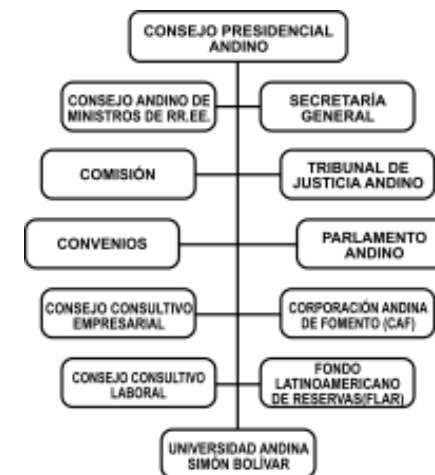 CONSEJO PRESIDENCIAL
ANDINO
CONSEJO ANDINO DE
MINISTROS DE RR.EE.
SECRETARÍA
GENERAL
COMISIÓN
TRIBUNAL DE
JUSTICIA ANDINO
CONVENIOS
PARLAMENTO
ANDINO
CONSEJO CONSULTIVO
EMPRESARIAL
CORPORACIÓN ANDINA
DE FOMENTO (CAF)
CONSEJO CONSULTIVO
LABORAL
FONDO
LATINOAMERICANO
DE RESERVAS(FLAR)
UNIVERSIDAD ANDINA
SIMÓN BOLÍVAR